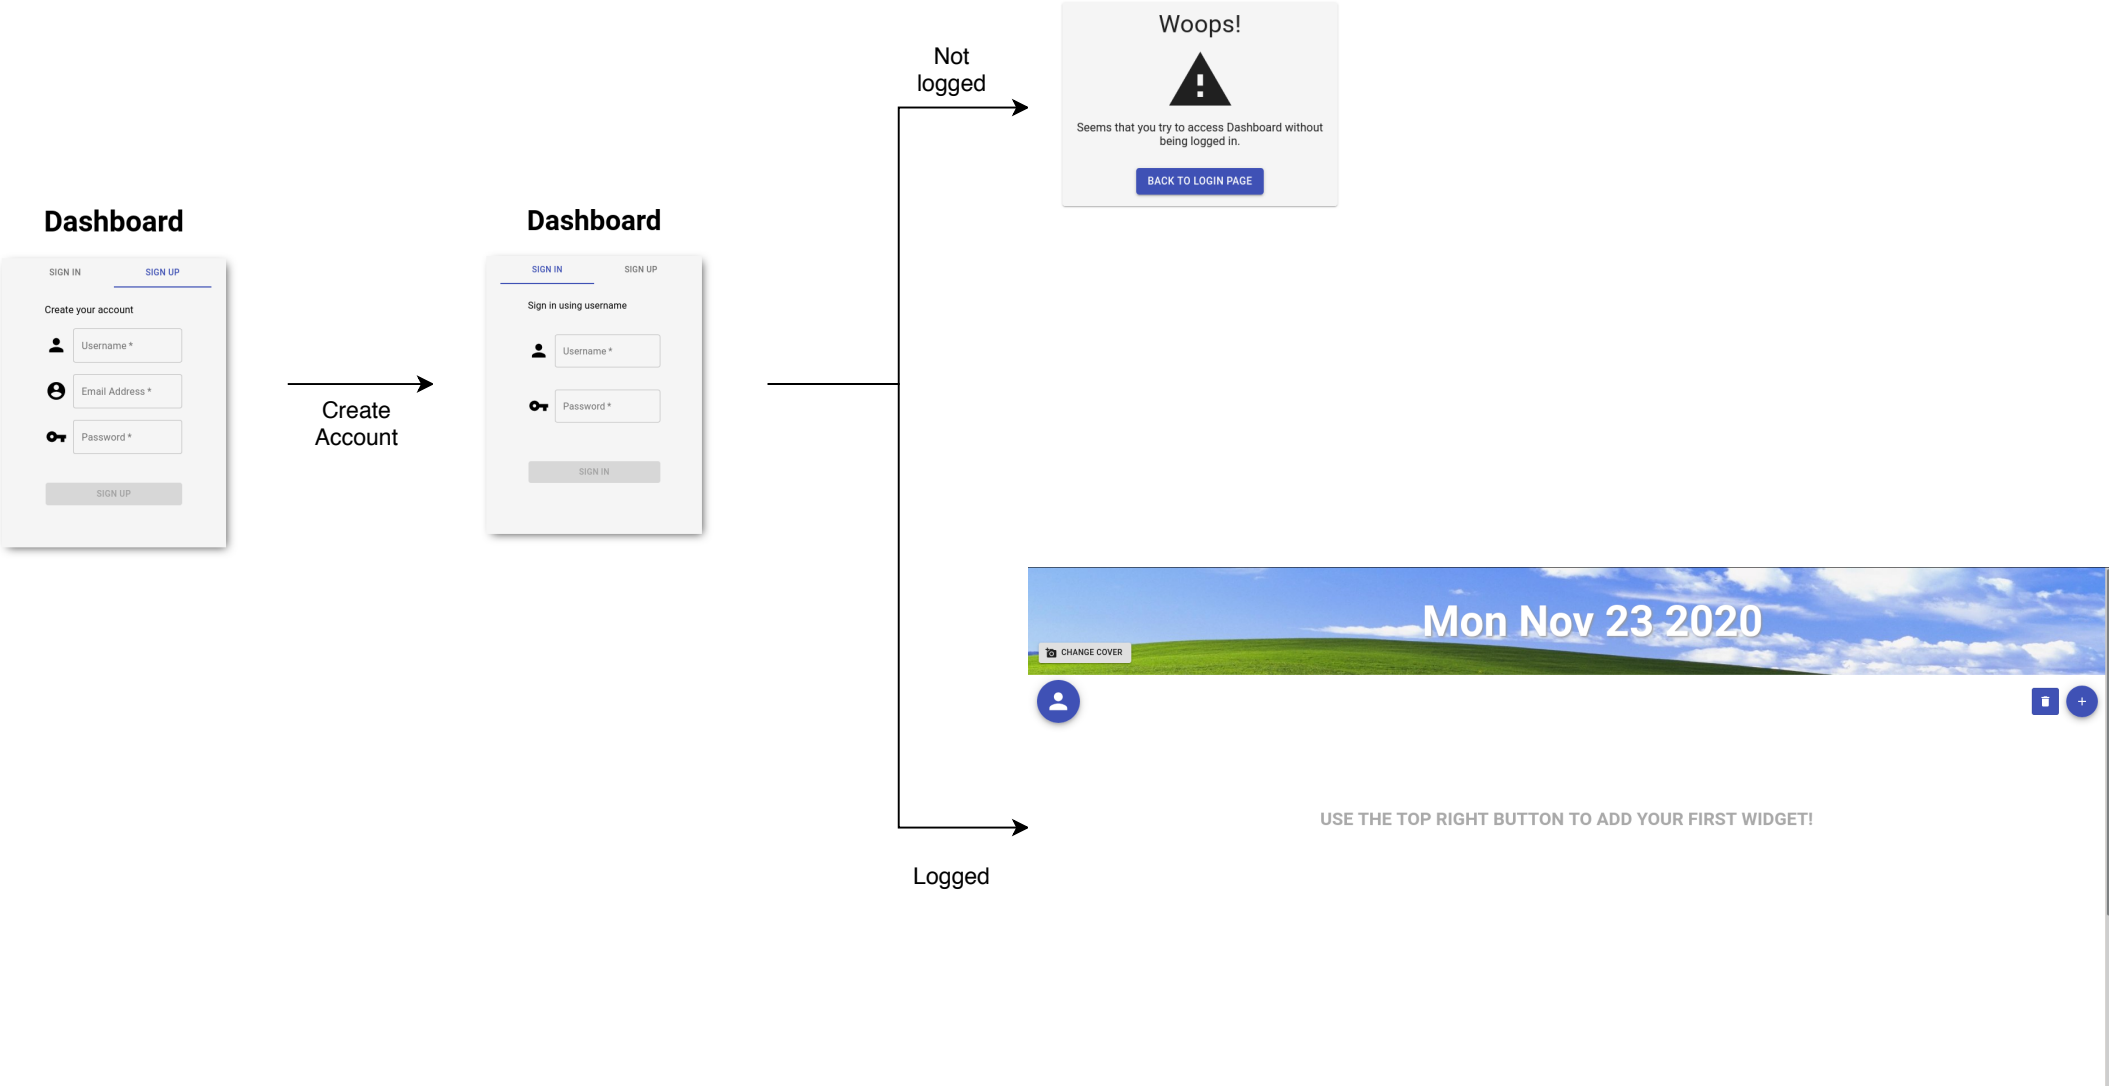 Dashboard
SIGN IN SIGN UP
Create your account
Username *
Email Address *
Password *
SIGN UP
Create
Account
Dashboard
SIGN IN SIGN UP
Sign in using username
Username *
Password *
SIGN IN
Not
logged
Woops!
Seems that you try to access Dashboard without
being logged in.
BACK TO LOGIN PAGE
Logged
Mon Nov 23 2020
CHANGE COVER
USE THE TOP RIGHT BUTTON TO ADD YOUR FIRST WIDGET!